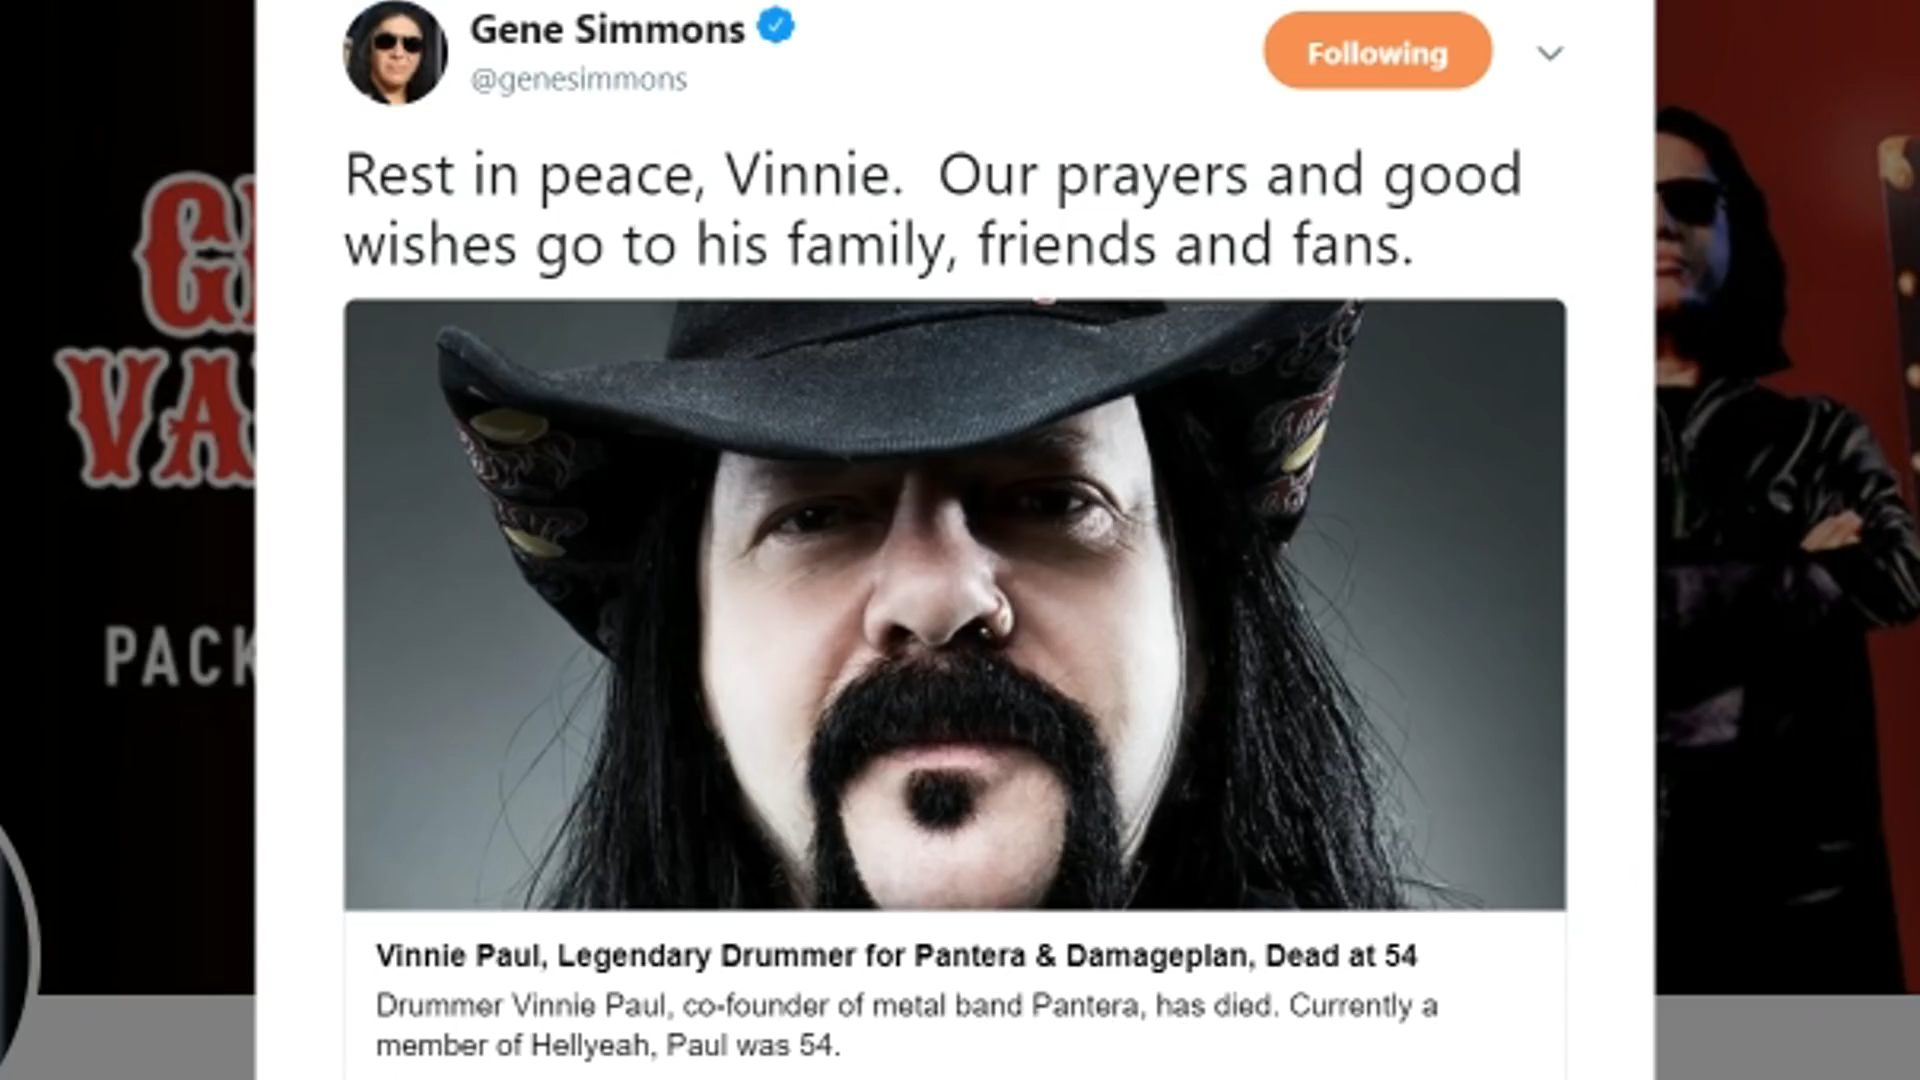 Gene Simmons
@genesimmons
Following
Rest in peace, Vinnie.  Our prayers and good
wishes go to his family, friends and fans.
VA
PACK
Vinnie Paul, Legendary Drummer for Pantera & Damageplan, Dead at 54
Drummer Vinnie Paul, co-founder of metal band Pantera, has died. Currently a
member of Hellyeah, Paul was 54.